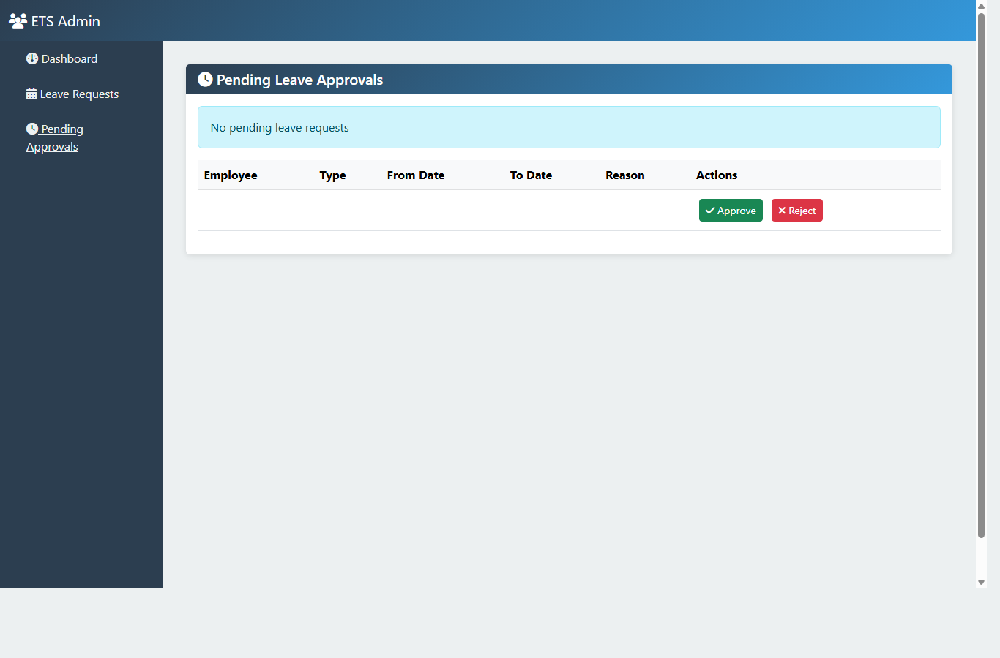 ETS Admin
Dashboard
Leave Requests
Pending
Approvals
Pending Leave Approvals
No pending leave requests
Employee Type From Date To Date Reason Actions
Approve Reject